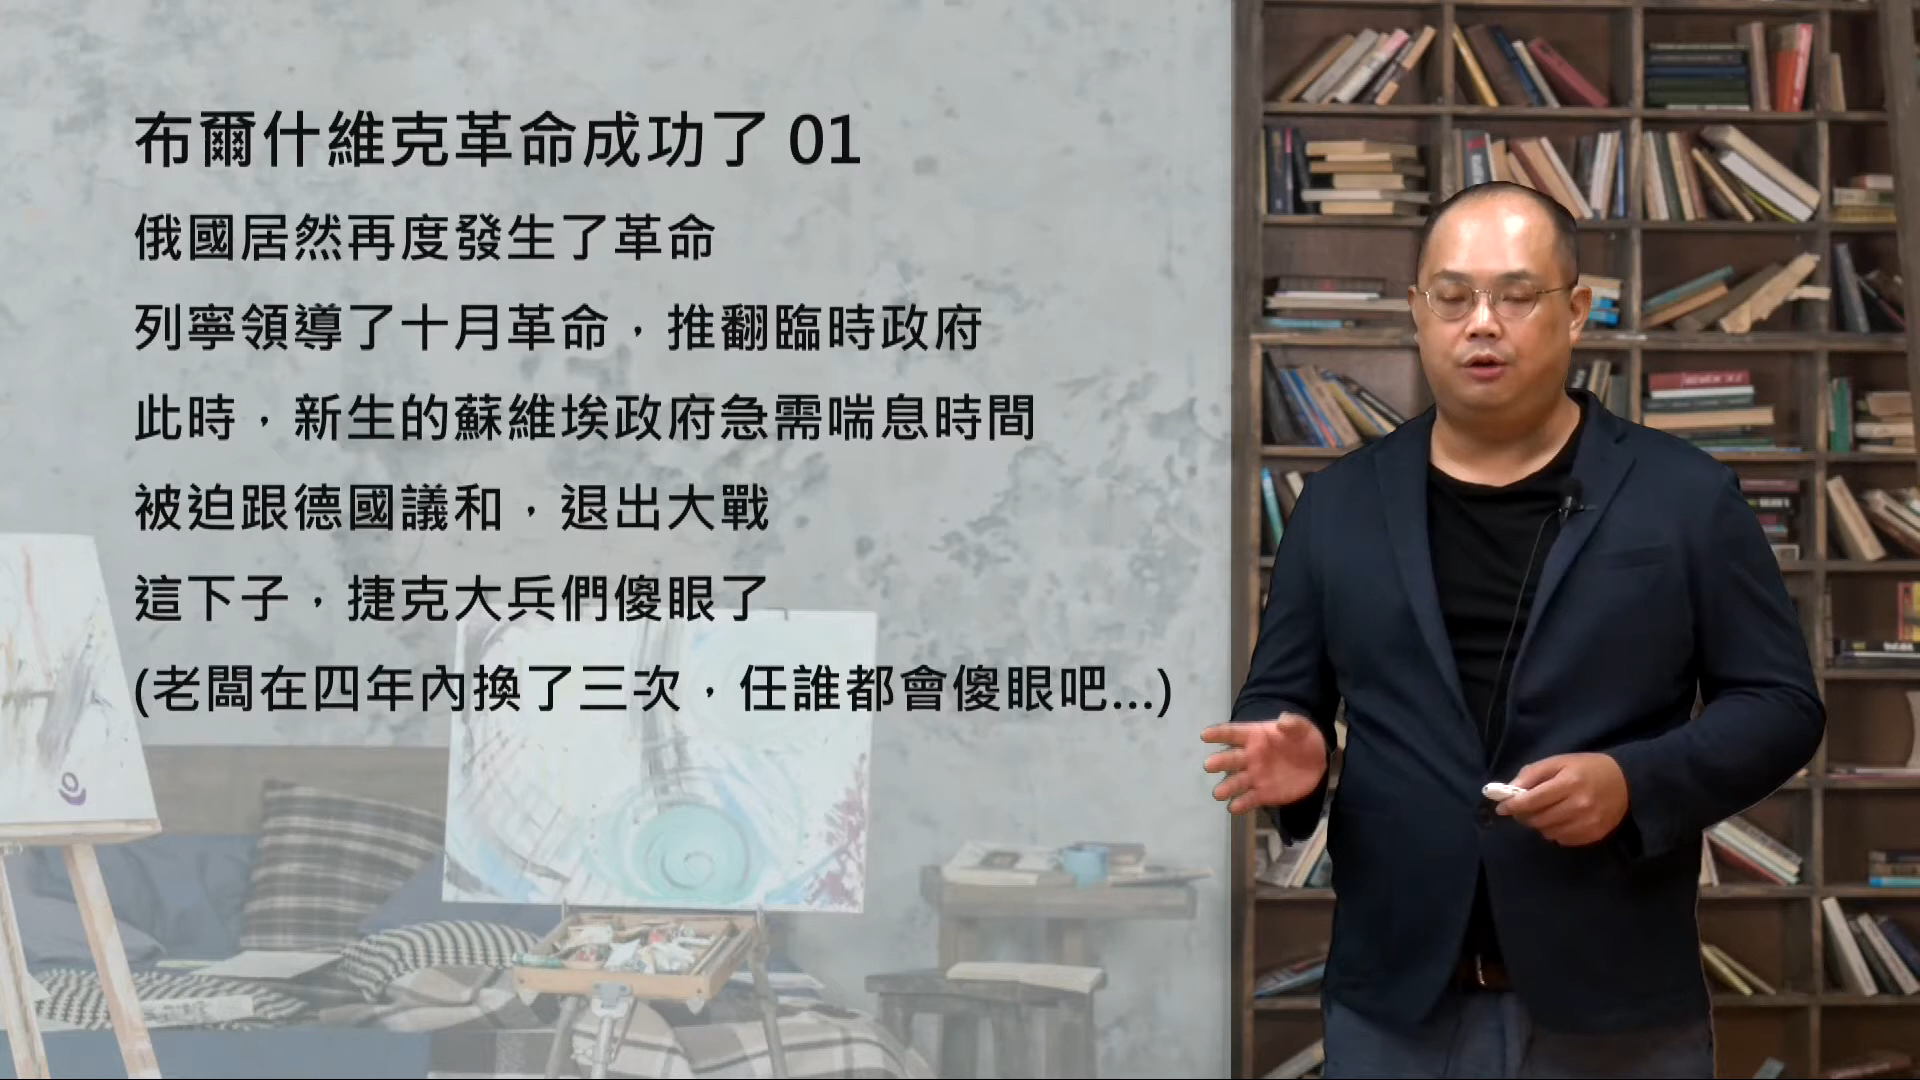 布爾什維克革命成功了 01
俄國居然再度發生了革命
列寧領導了十月革命，推翻臨時政府
此時，新生的蘇維埃政府急需喘息時間
被迫跟德國議和，退出大戰
這下子，捷克大兵們傻眼了
(老闆在四年內換了三次，任誰都會傻眼吧...)